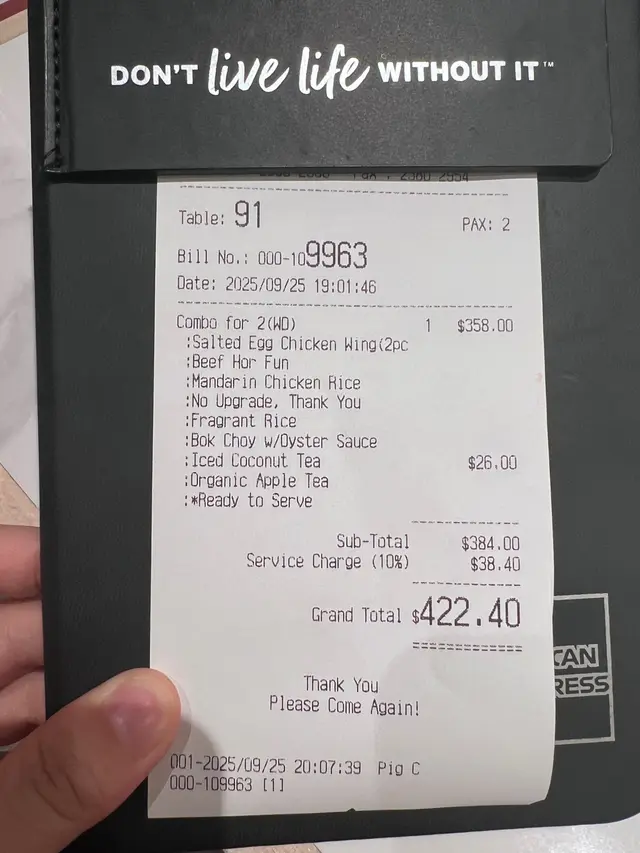 DON'T live life WITHOUT IT™
Table: 91 PAX: 2
Bill No.: 000-109963
Date: 2025/09/25 19:01:46
Combo for 2(WD) 1 $358.00
:Salted Egg Chicken Wing(2pc
:Beef Hor Fun
:Mandarin Chicken Rice
:No Upgrade, Thank You
:Fragrant Rice
:Bok Choy w/Oyster Sauce
:Iced Coconut Tea $26.00
:Organic Apple Tea
:*Ready to Serve
Sub-Total $384.00
Service Charge (10%) $38.40
Grand Total $422.40
CAN
RESS
Thank You
Please Come Again!
001-2025/09/25 20:07:39 Pig C
000-109963 [1]